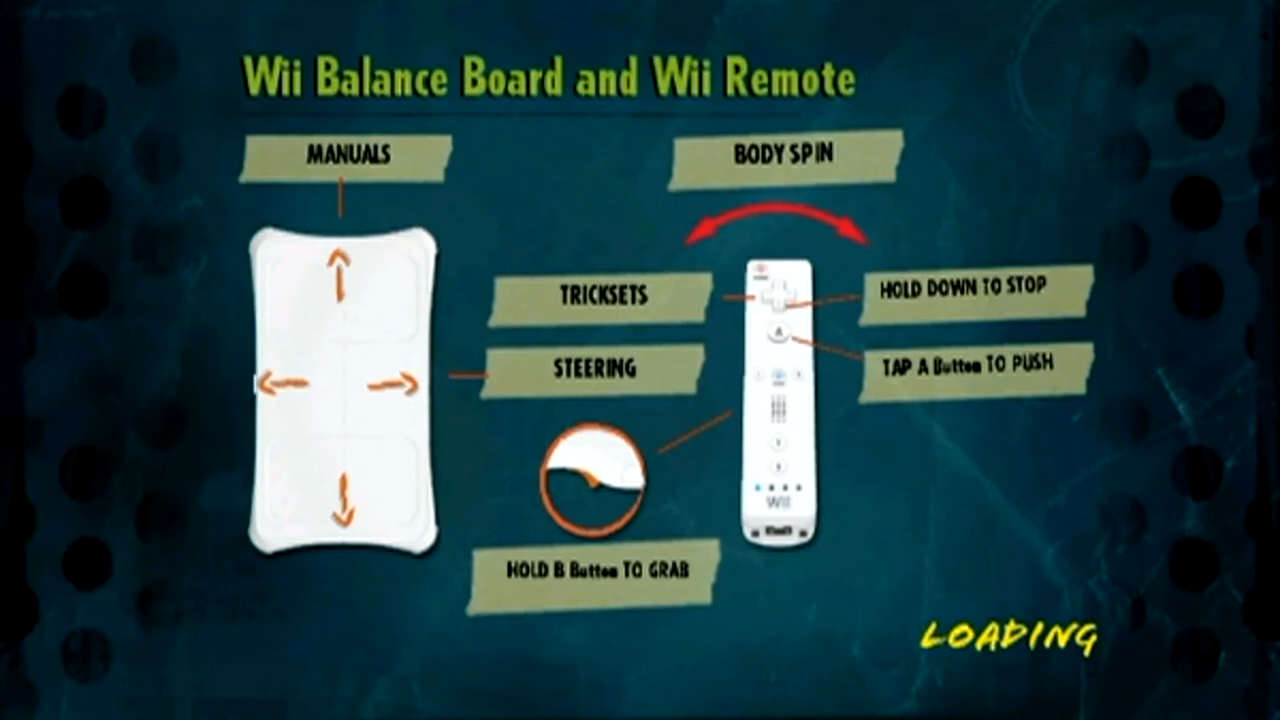 Wii Balance Board and Wii Remote
MANUALS
BODY SPIN
TRICKSETS
HOLD DOWN TO STOP
STEERING
TAP A Button TO PUSH
A
Wii
HOLD B Button TO GRAB
LOADING